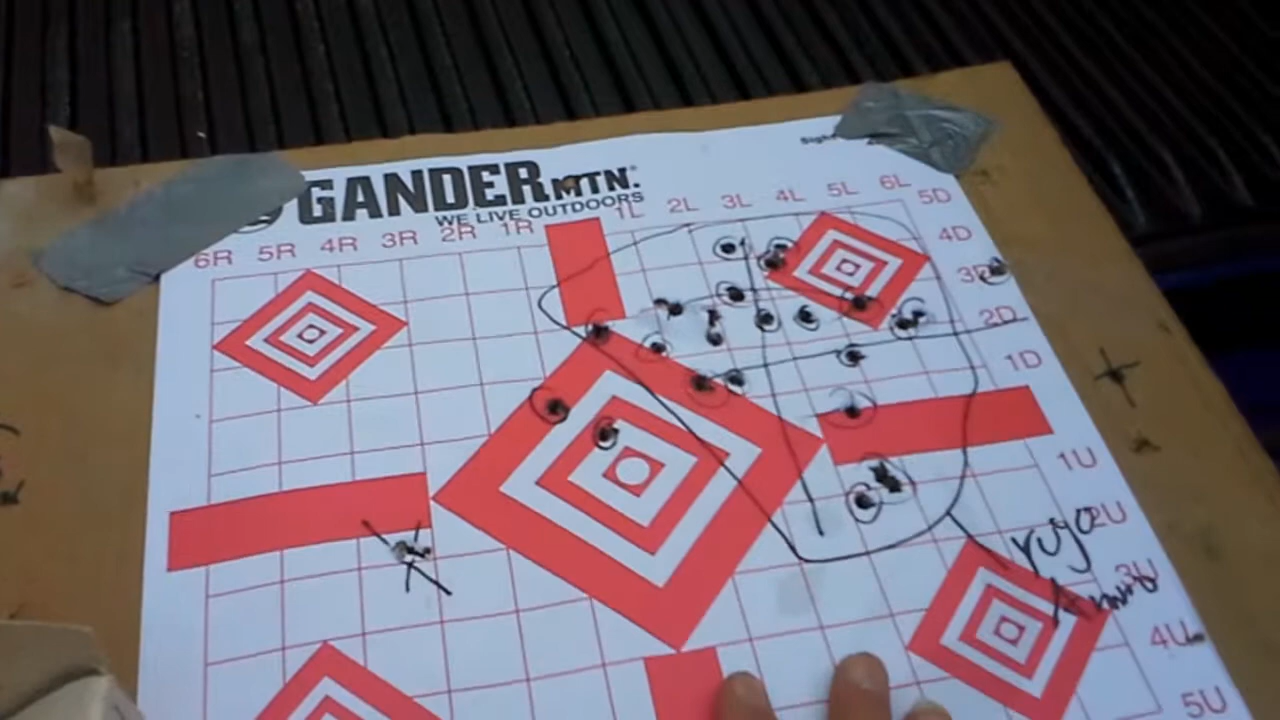 GANDER MTN.
WE LIVE OUTDOORS
6R 5R 4R 3R 2R 1R 1L 2L 3L 4L 5L 6L
5D
4D
2D
1D
1U
2U
3U
4U
5U